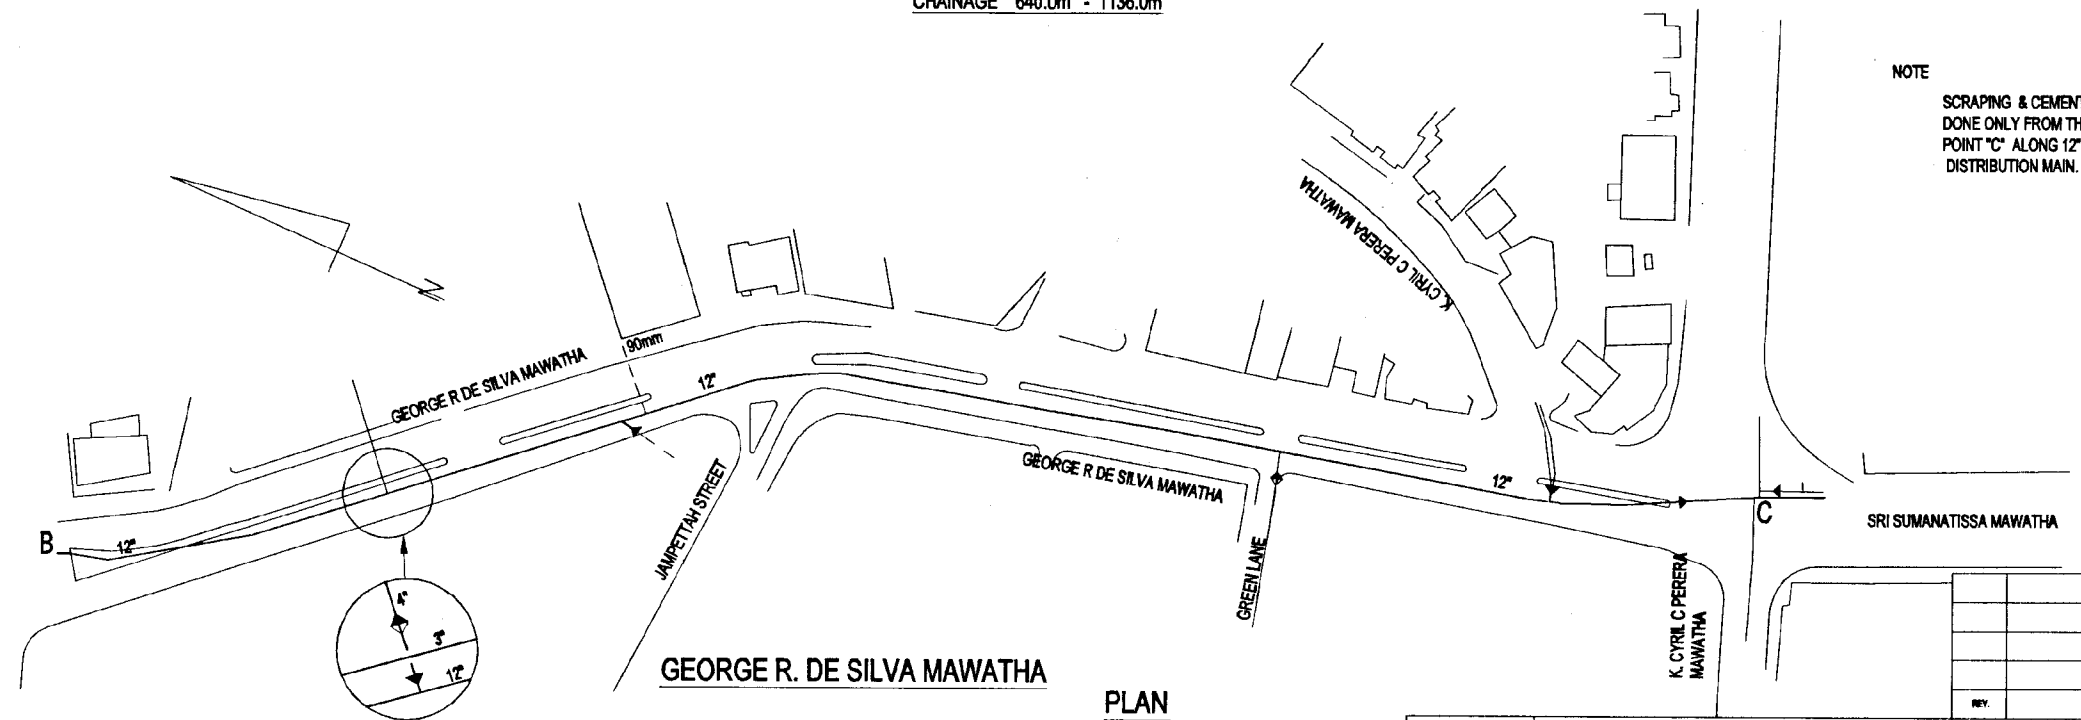 CHAINAGE 640.0m - 1136.0m
NOTE
SCRAPING & CEMENT
DONE ONLY FROM TH
POINT "C" ALONG 12"
DISTRIBUTION MAIN.
K. CYRIL C PERERA MAWATHA
N
90mm
GEORGE R DE SILVA MAWATHA
12"
GEORGE R DE SILVA MAWATHA
12"
B
12"
JAMPETTAH STREET
GREEN LANE
C
SRI SUMANATISSA MAWATHA
K. CYRIL C PERERA
MAWATHA
4"
3"
12"
GEORGE R. DE SILVA MAWATHA
PLAN
REV.